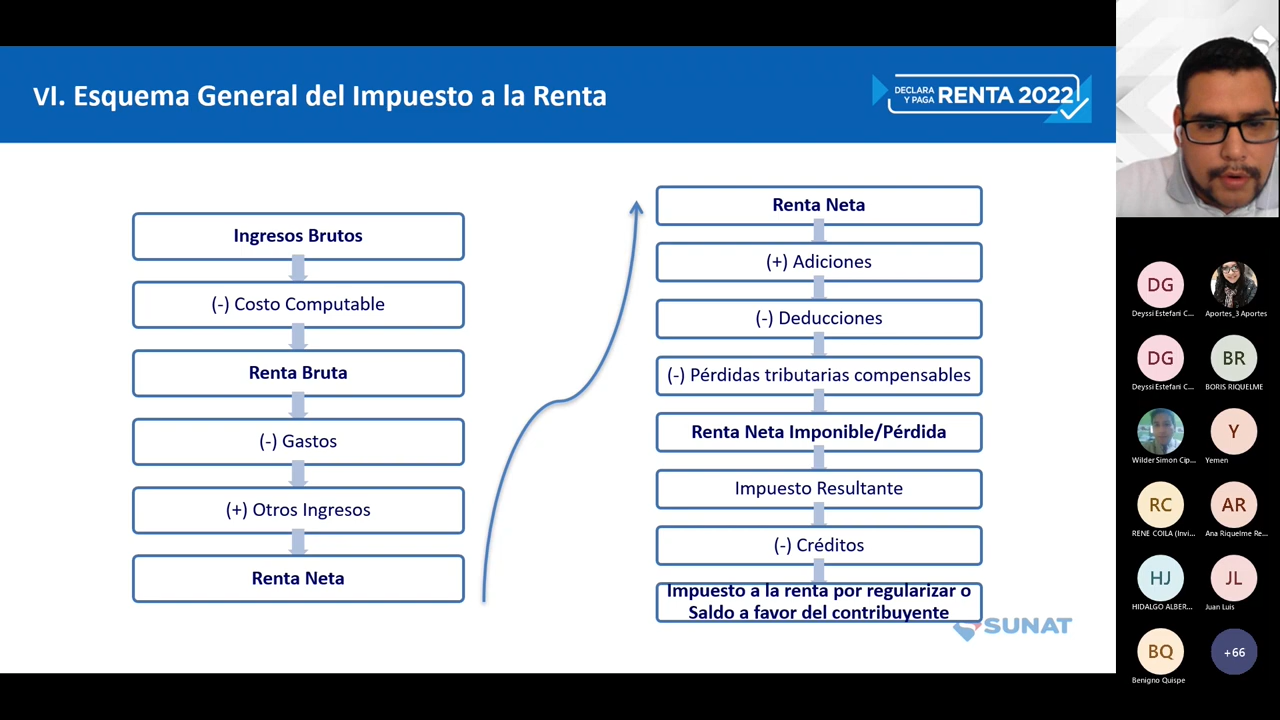 VI. Esquema General del Impuesto a la Renta
DECLARA
Y PAGA
RENTA 2022
Ingresos Brutos
(-) Costo Computable
Renta Bruta
(-) Gastos
(+) Otros Ingresos
Renta Neta
Renta Neta
(+) Adiciones
(-) Deducciones
(-) Pérdidas tributarias compensables
Renta Neta Imponible/Pérdida
Impuesto Resultante
(-) Créditos
Impuesto a la renta por regularizar o
Saldo a favor del contribuyente
SUNAT
DG
Deyssi Estefani C...
Aportes_3 Aportes
DG
Deyssi Estefani C...
BR
BORIS RIQUELME
Wilder Simon Cip...
Y
Yemen
RC
RENE COILA (Invi...
AR
Ana Riquelme Re...
HJ
HIDALGO ALBER...
JL
Juan Luis
BQ
Benigno Quispe
+66